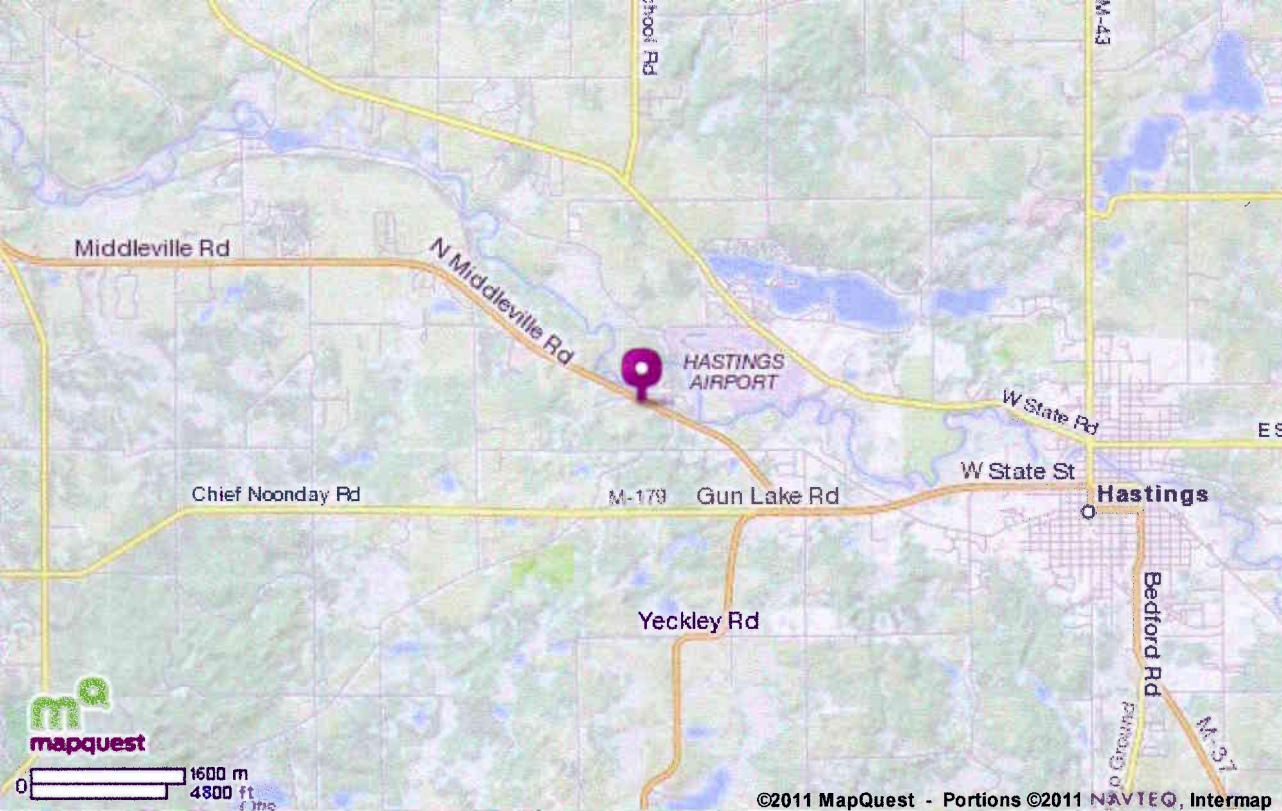 M-43
Middleville Rd
N Middleville Rd
HASTINGS
AIRPORT
W State Rd
W State St
Chief Noonday Rd
M-179
Gun Lake Rd
Hastings
Yeckley Rd
Bedford Rd
M-37
mapquest
0
1600 m
4800 ft
©2011 MapQuest - Portions ©2011 NAVTEQ, Intermap